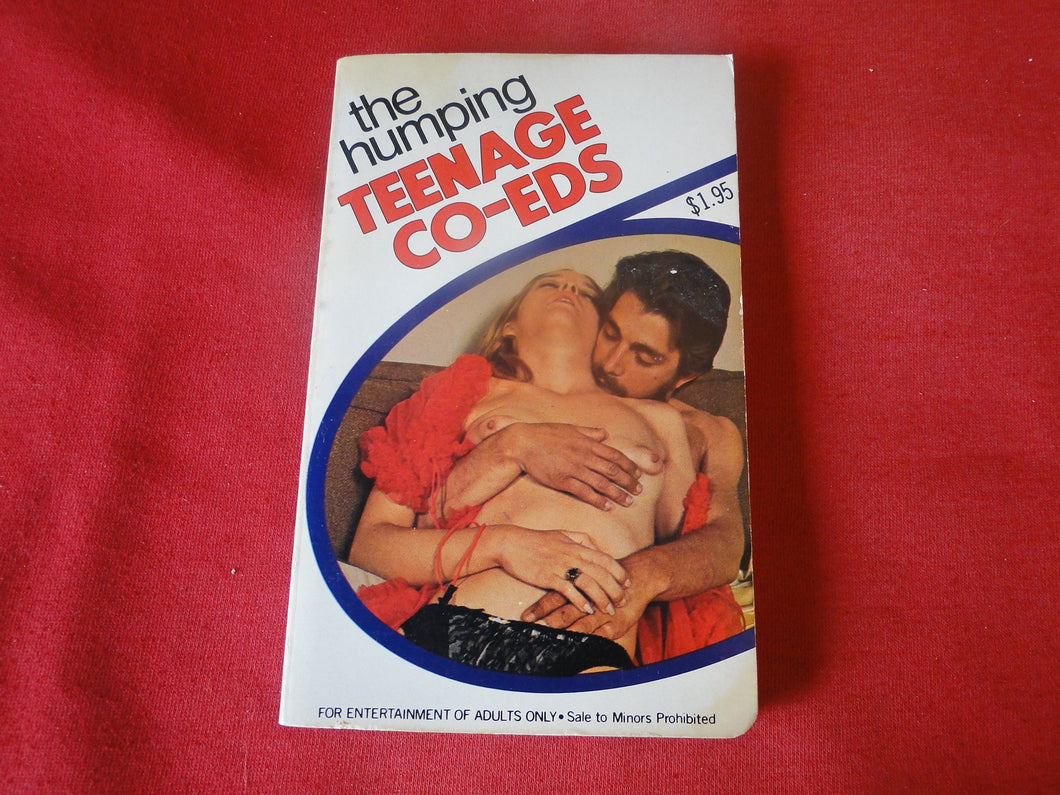 the
humping
TEENAGE
CO-EDS
$1.95
FOR ENTERTAINMENT OF ADULTS ONLY • Sale to Minors Prohibited